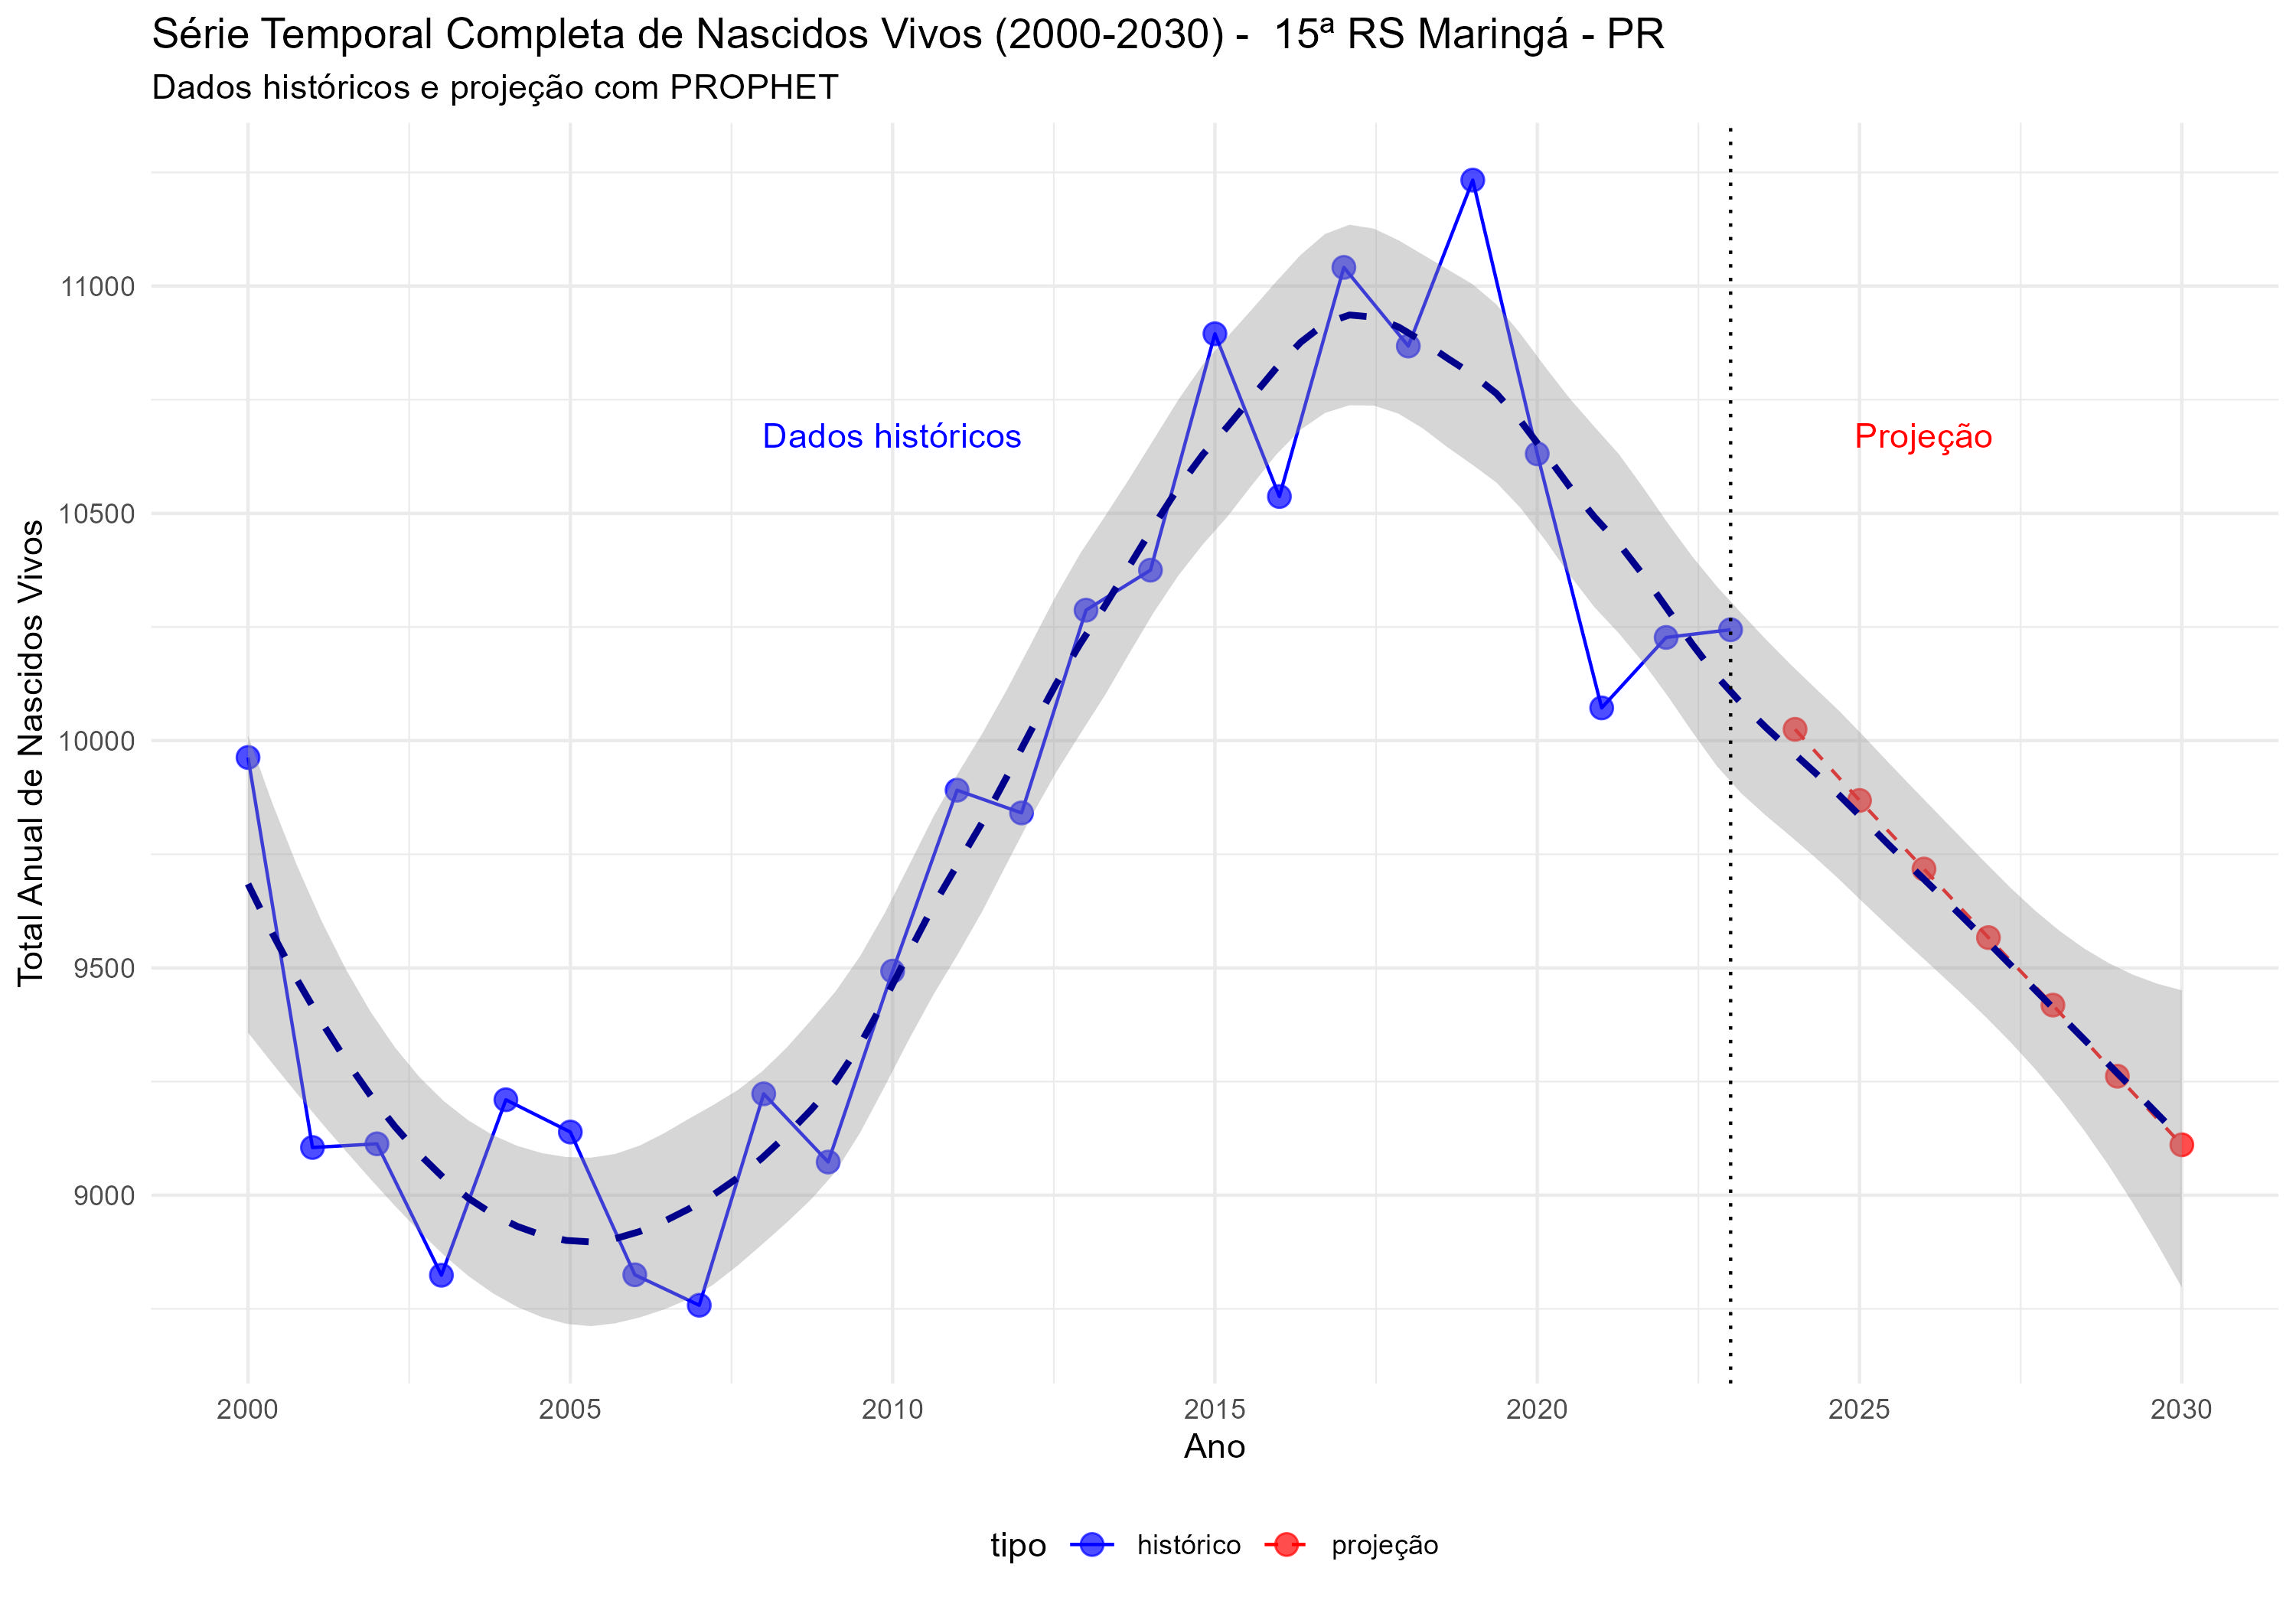 Série Temporal Completa de Nascidos Vivos (2000-2030) -  15ª RS Maringá - PR
Dados históricos e projeção com PROPHET
Total Anual de Nascidos Vivos
11000
10500
10000
9500
9000
Dados históricos
Projeção
2000 2005 2010 2015 2020 2025 2030
Ano
tipo histórico projeção